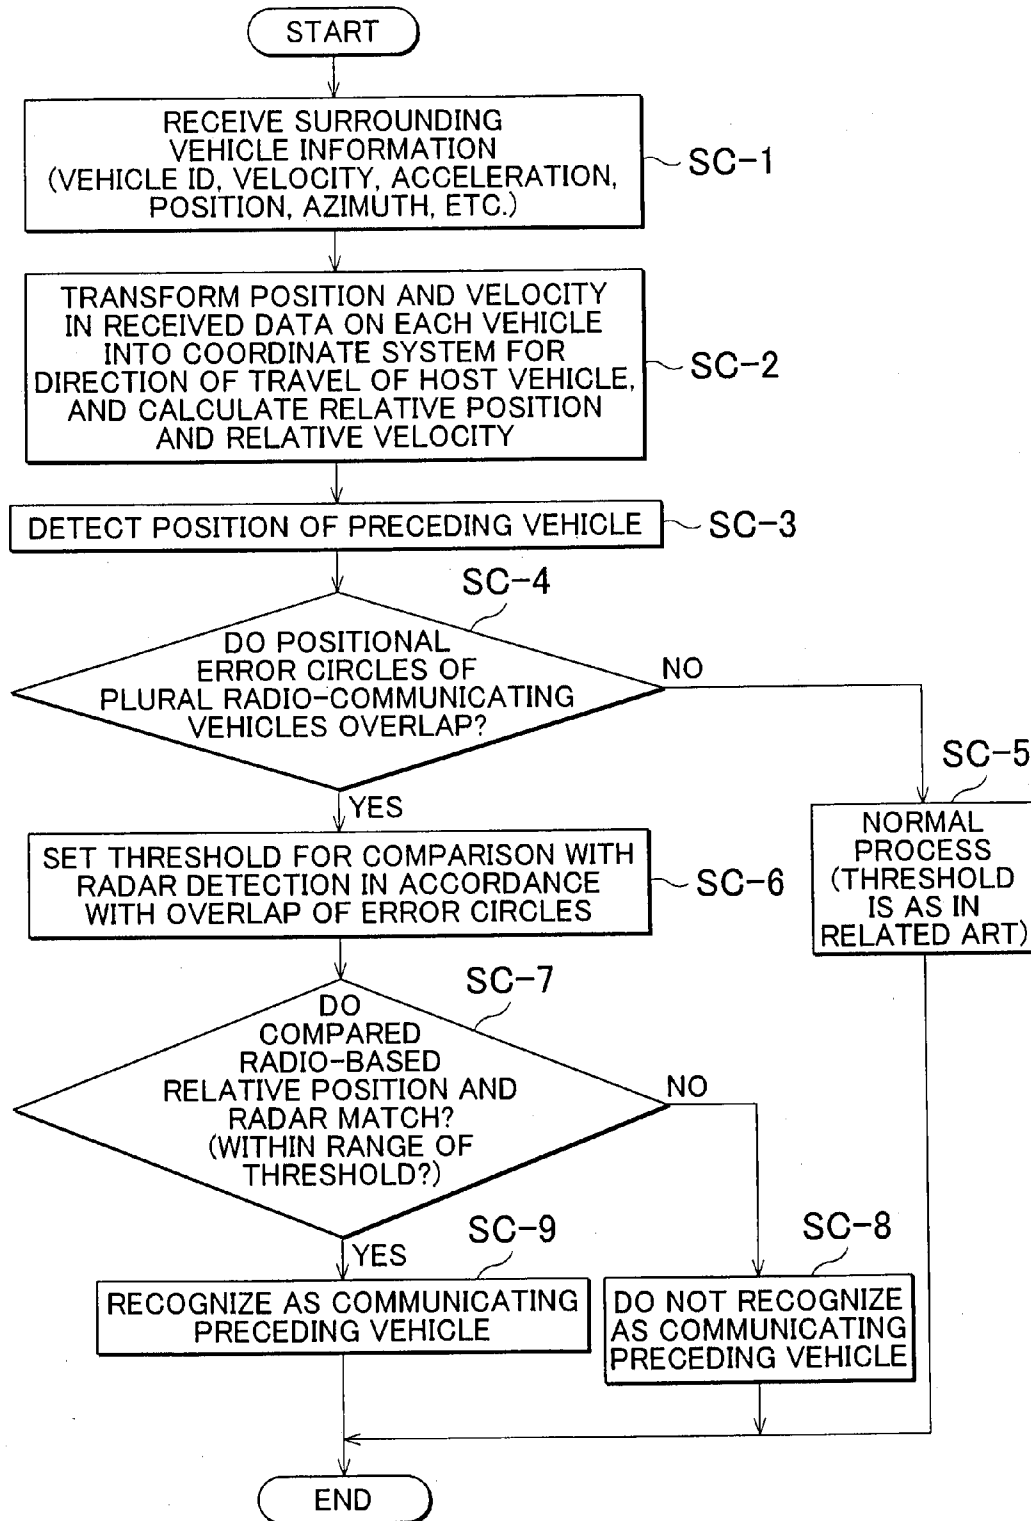 START
RECEIVE SURROUNDING
VEHICLE INFORMATION
(VEHICLE ID, VELOCITY, ACCELERATION,
POSITION, AZIMUTH, ETC.)
SC-1
TRANSFORM POSITION AND VELOCITY
IN RECEIVED DATA ON EACH VEHICLE
INTO COORDINATE SYSTEM FOR
DIRECTION OF TRAVEL OF HOST VEHICLE,
AND CALCULATE RELATIVE POSITION
AND RELATIVE VELOCITY
SC-2
DETECT POSITION OF PRECEDING VEHICLE
SC-3
SC-4
DO POSITIONAL
ERROR CIRCLES OF
PLURAL RADIO-COMMUNICATING
VEHICLES OVERLAP?
NO
YES
SC-5
NORMAL
PROCESS
(THRESHOLD
IS AS IN
RELATED ART)
SET THRESHOLD FOR COMPARISON WITH
RADAR DETECTION IN ACCORDANCE
WITH OVERLAP OF ERROR CIRCLES
SC-6
SC-7
DO
COMPARED
RADIO-BASED
RELATIVE POSITION AND
RADAR MATCH?
(WITHIN RANGE OF
THRESHOLD?)
NO
YES
SC-9
RECOGNIZE AS COMMUNICATING
PRECEDING VEHICLE
SC-8
DO NOT RECOGNIZE
AS COMMUNICATING
PRECEDING VEHICLE
END